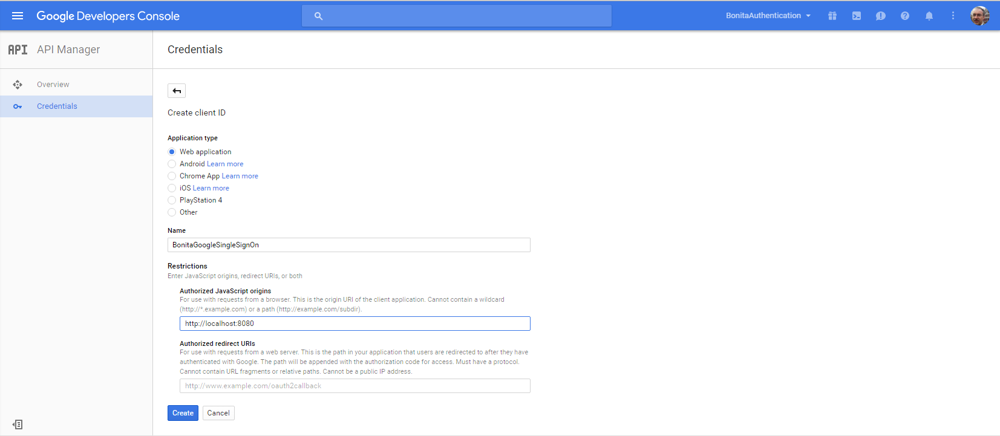 Google Developers Console
BonitaAuthentication
API
API Manager
Credentials
Overview
Credentials
Create client ID
Application type
Web application
Android Learn more
Chrome App Learn more
iOS Learn more
PlayStation 4
Other
Name
BonitaGoogleSingleSignOn
Restrictions
Enter JavaScript origins, redirect URIs, or both
Authorized JavaScript origins
For use with requests from a browser. This is the origin URI of the client application. Cannot contain a wildcard
(http://*.example.com) or a path (http://example.com/subdir).
http://localhost:8080
Authorized redirect URIs
For use with requests from a web server. This is the path in your application that users are redirected to after they have
authenticated with Google. The path will be appended with the authorization code for access. Must have a protocol.
Cannot contain URL fragments or relative paths. Cannot be a public IP address.
http://www.example.com/oauth2callback
Create
Cancel